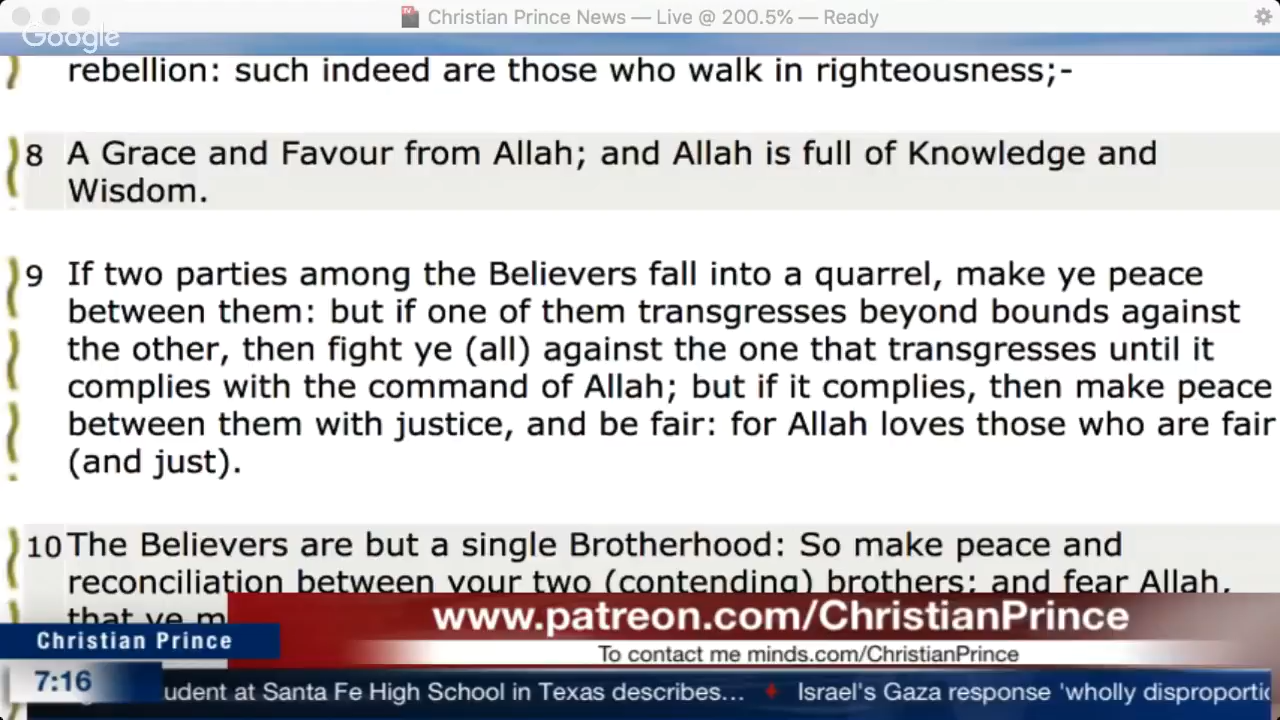 Christian Prince News — Live @ 200.5% — Ready
Google
rebellion: such indeed are those who walk in righteousness;-
8 A Grace and Favour from Allah; and Allah is full of Knowledge and
Wisdom.
9 If two parties among the Believers fall into a quarrel, make ye peace
between them: but if one of them transgresses beyond bounds against
the other, then fight ye (all) against the one that transgresses until it
complies with the command of Allah; but if it complies, then make peace
between them with justice, and be fair: for Allah loves those who are fair
(and just).
10 The Believers are but a single Brotherhood: So make peace and
reconciliation between your two (contending) brothers; and fear Allah,
that ye m
www.patreon.com/ChristianPrince
Christian Prince
To contact me minds.com/ChristianPrince
7:16
udent at Santa Fe High School in Texas describes... Israel's Gaza response 'wholly disproportic